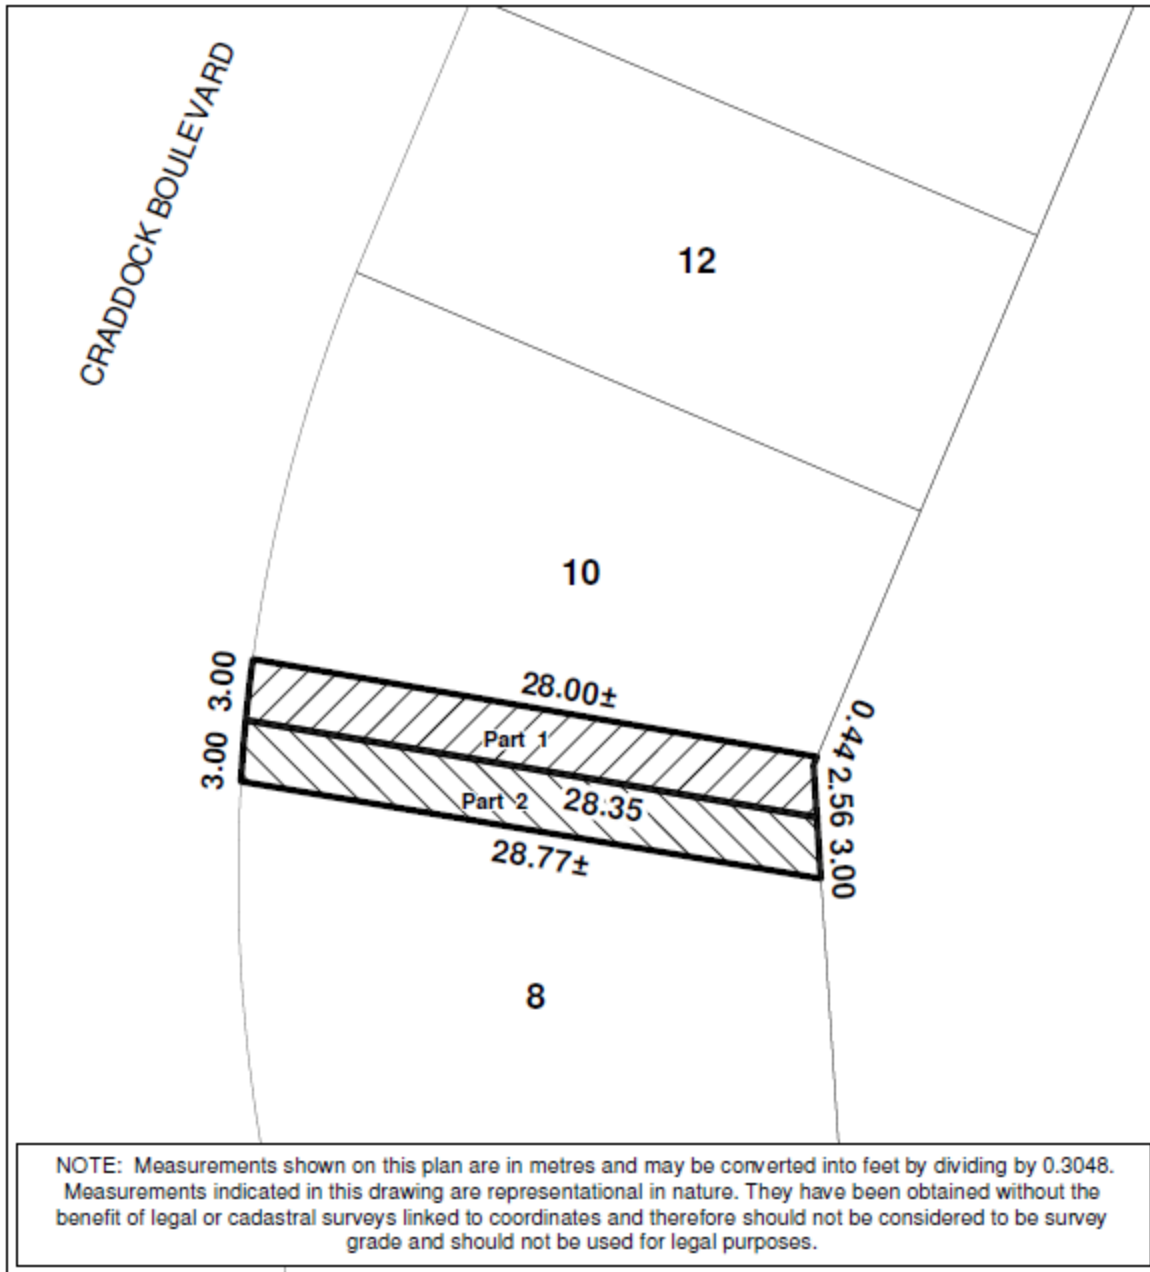 CRADDOCK BOULEVARD
12
10
3.00
28.00±
0.44
Part 1
3.00
2.56
Part 2
28.35
28.77±
3.00
8
NOTE: Measurements shown on this plan are in metres and may be converted into feet by dividing by 0.3048.
Measurements indicated in this drawing are representational in nature. They have been obtained without the
benefit of legal or cadastral surveys linked to coordinates and therefore should not be considered to be survey
grade and should not be used for legal purposes.